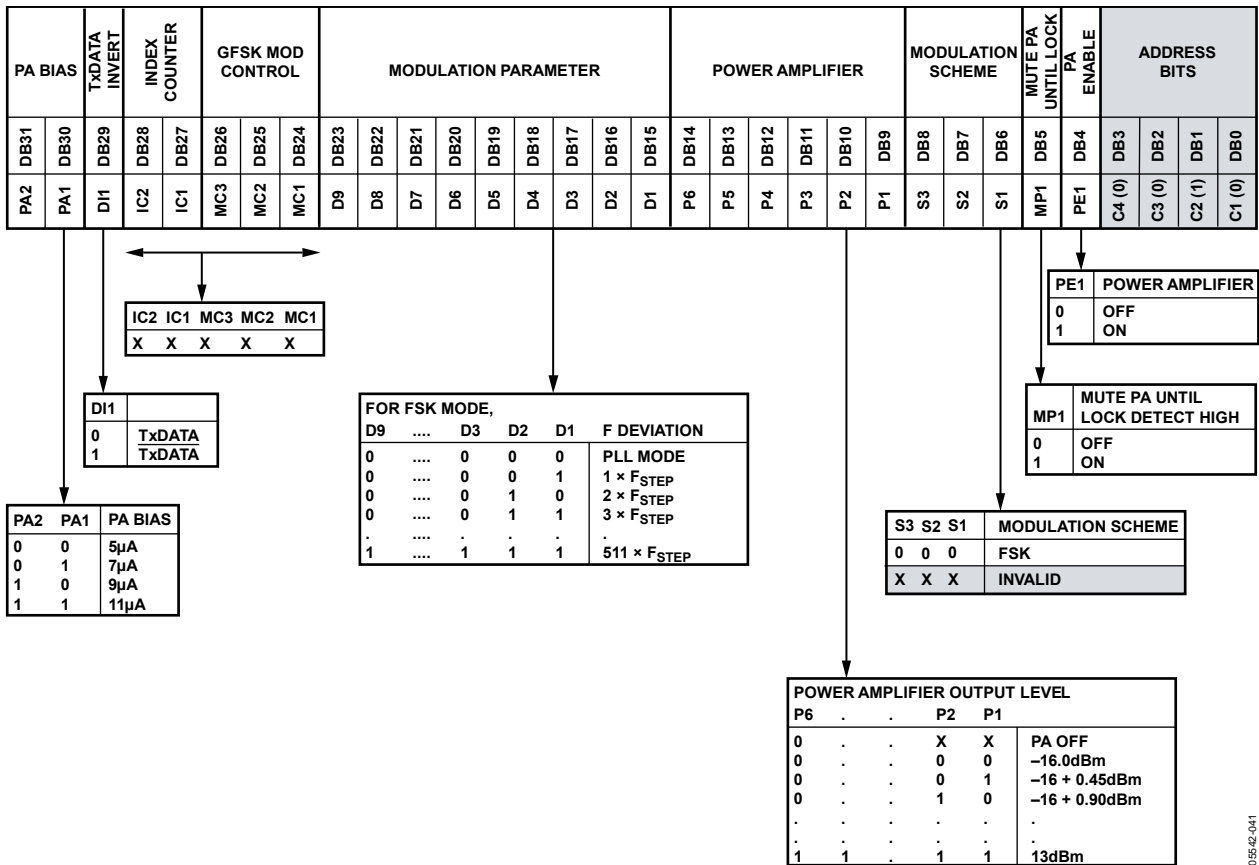 PA BIAS
TxDATA INVERT
INDEX COUNTER
GFSK MOD CONTROL
MODULATION PARAMETER
POWER AMPLIFIER
MODULATION SCHEME
MUTE PA UNTIL LOCK
PA ENABLE
ADDRESS BITS
DB31 DB30 DB29 DB28 DB27 DB26 DB25 DB24 DB23 DB22 DB21 DB20 DB19 DB18 DB17 DB16 DB15 DB14 DB13 DB12 DB11 DB10 DB9 DB8 DB7 DB6 DB5 DB4 DB3 DB2 DB1 DB0
PA2 PA1 DI1 IC2 IC1 MC3 MC2 MC1 D9 D8 D7 D6 D5 D4 D3 D2 D1 P6 P5 P4 P3 P2 P1 S3 S2 S1 MP1 PE1 C4 (0) C3 (0) C2 (1) C1 (0)
PE1 POWER AMPLIFIER
0 OFF
1 ON
IC2 IC1 MC3 MC2 MC1
X X X X X
DI1
0 TxDATA
1 TxDATA
FOR FSK MODE,
D9 .... D3 D2 D1 F DEVIATION
0 .... 0 0 0 PLL MODE
0 .... 0 0 1 1 × FSTEP
0 .... 0 1 0 2 × FSTEP
0 .... 0 1 1 3 × FSTEP
. .... . . . .
1 .... 1 1 1 511 × FSTEP
MP1 MUTE PA UNTIL LOCK DETECT HIGH
0 OFF
1 ON
PA2 PA1 PA BIAS
0 0 5µA
0 1 7µA
1 0 9µA
1 1 11µA
S3 S2 S1 MODULATION SCHEME
0 0 0 FSK
X X X INVALID
POWER AMPLIFIER OUTPUT LEVEL
P6 . . P2 P1
0 . . X X PA OFF
0 . . 0 0 –16.0dBm
0 . . 0 1 –16 + 0.45dBm
0 . . 1 0 –16 + 0.90dBm
. . . . . .
. . . . . .
1 1 . 1 1 13dBm
05542-041